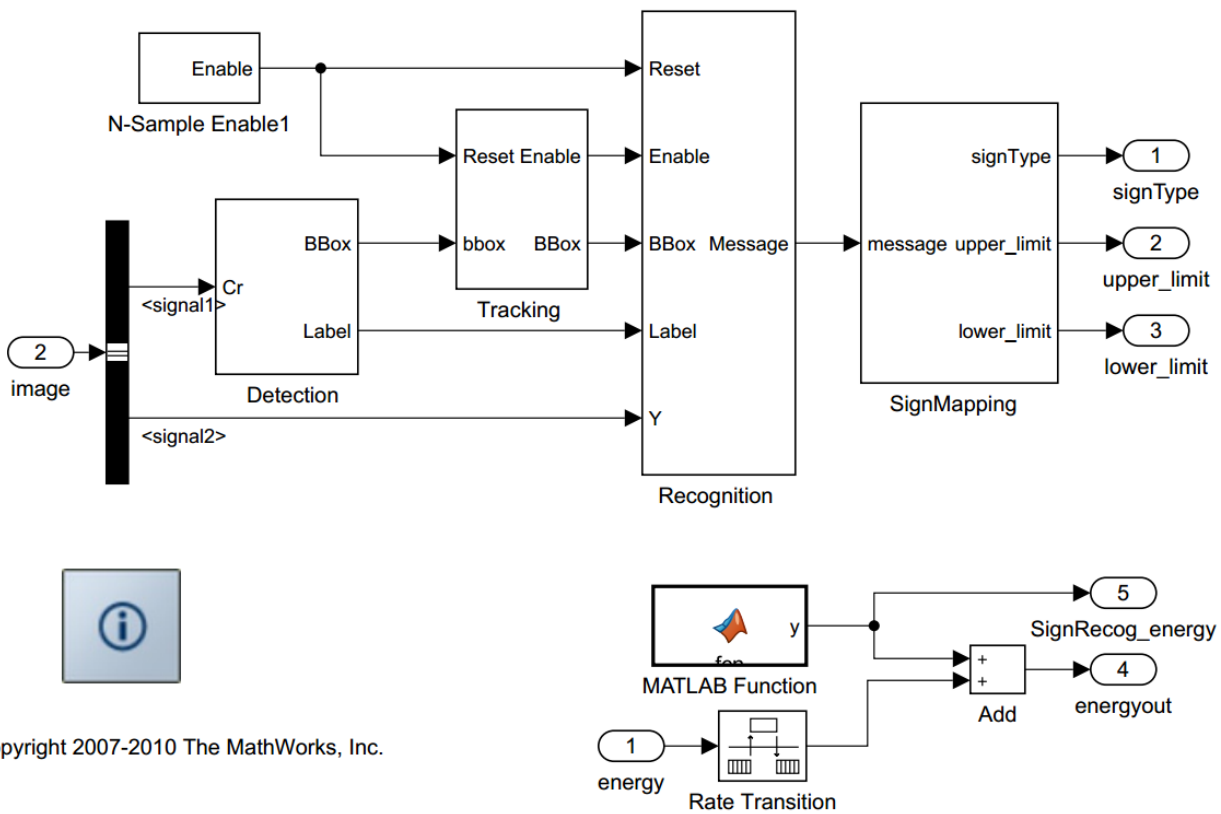 Enable
N-Sample Enable1
Reset
Enable
BBox Message
Label
Y
Recognition
Reset Enable
bbox BBox
Tracking
BBox
Cr
Label
Detection
<signal1>
<signal2>
2
image
signType
message upper_limit
lower_limit
SignMapping
1
signType
2
upper_limit
3
lower_limit
y
MATLAB Function
5
SignRecog_energy
+
+
Add
4
energyout
1
energy
Rate Transition
2007-2010 The MathWorks, Inc.